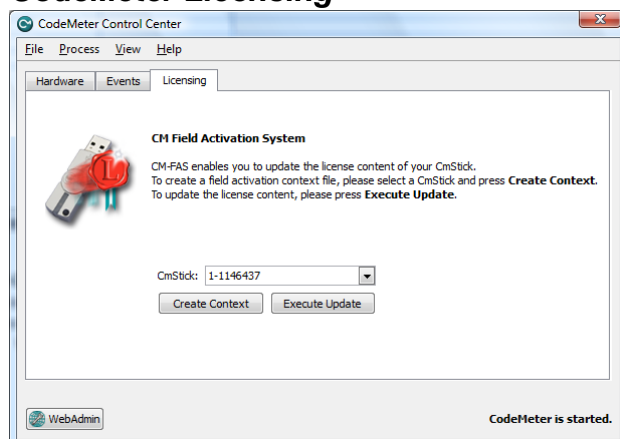 CodeMeter Licensing
CodeMeter Control Center
File Process View Help
Hardware Events Licensing
L
CM Field Activation System
CM-FAS enables you to update the license content of your CmStick.
To create a field activation context file, please select a CmStick and press Create Context.
To update the license content, please press Execute Update.
CmStick: 1-1146437
Create Context Execute Update
WebAdmin CodeMeter is started.